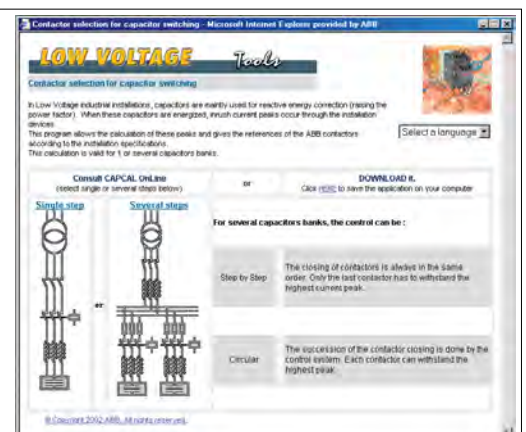 Contactor selection for capacitor switching - Microsoft Internet Explorer provided by ABB
LOW VOLTAGE Tools
Contactor selection for capacitor switching
In Low Voltage industrial installations, capacitors are mainly used for reactive energy correction (raising the
power factor). When these capacitors are energized, inrush current peaks occur through the installation
devices.
This program allows the calculation of these peaks and gives the references of the ABB contactors
according to the installation specifications.
This calculation is valid for 1 or several capacitors banks.
Select a language
Consult CAPCAL OnLine
(select single or several steps below)
or
DOWNLOAD it.
Click HERE to save the application on your computer
Single step
Several steps
or
For several capacitors banks, the control can be :
Step by Step
The closing of contactors is always in the same
order. Only the last contactor has to withstand the
highest current peak.
Circular
The succession of the contactor closing is done by the
control system. Each contactor can withstand the
highest peak.
© Copyright 2002 ABB. All rights reserved.